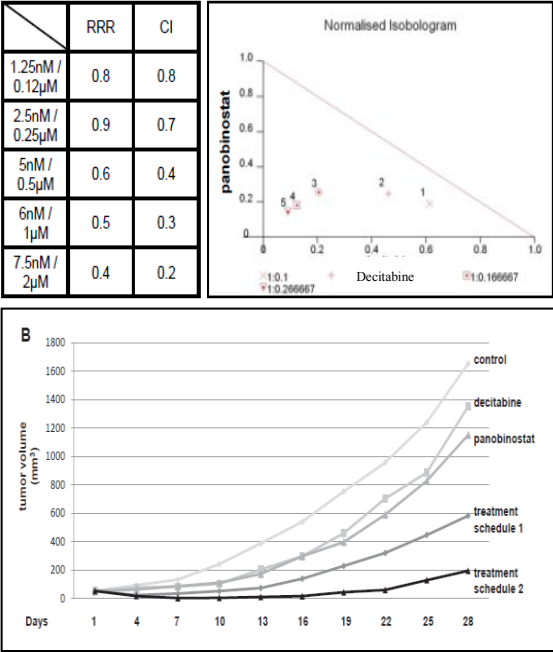 RRR CI
1.25nM / 0.12µM 0.8 0.8
2.5nM / 0.25µM 0.9 0.7
5nM / 0.5µM 0.6 0.4
6nM / 1µM 0.5 0.3
7.5nM / 2µM 0.4 0.2
Normalised Isobologram
panobinostat
1.0
0.8
0.6
0.4
0.2
0
1 2 3 4 5
0 0.2 0.4 0.6 0.8 1.0
1:0.1 Decitabine 1:0.166667
1:0.266667
B
tumor volume
(mm³)
1800
1600
1400
1200
1000
800
600
400
200
0
control
decitabine
panobinostat
treatment
schedule 1
treatment
schedule 2
Days 1 4 7 10 13 16 19 22 25 28